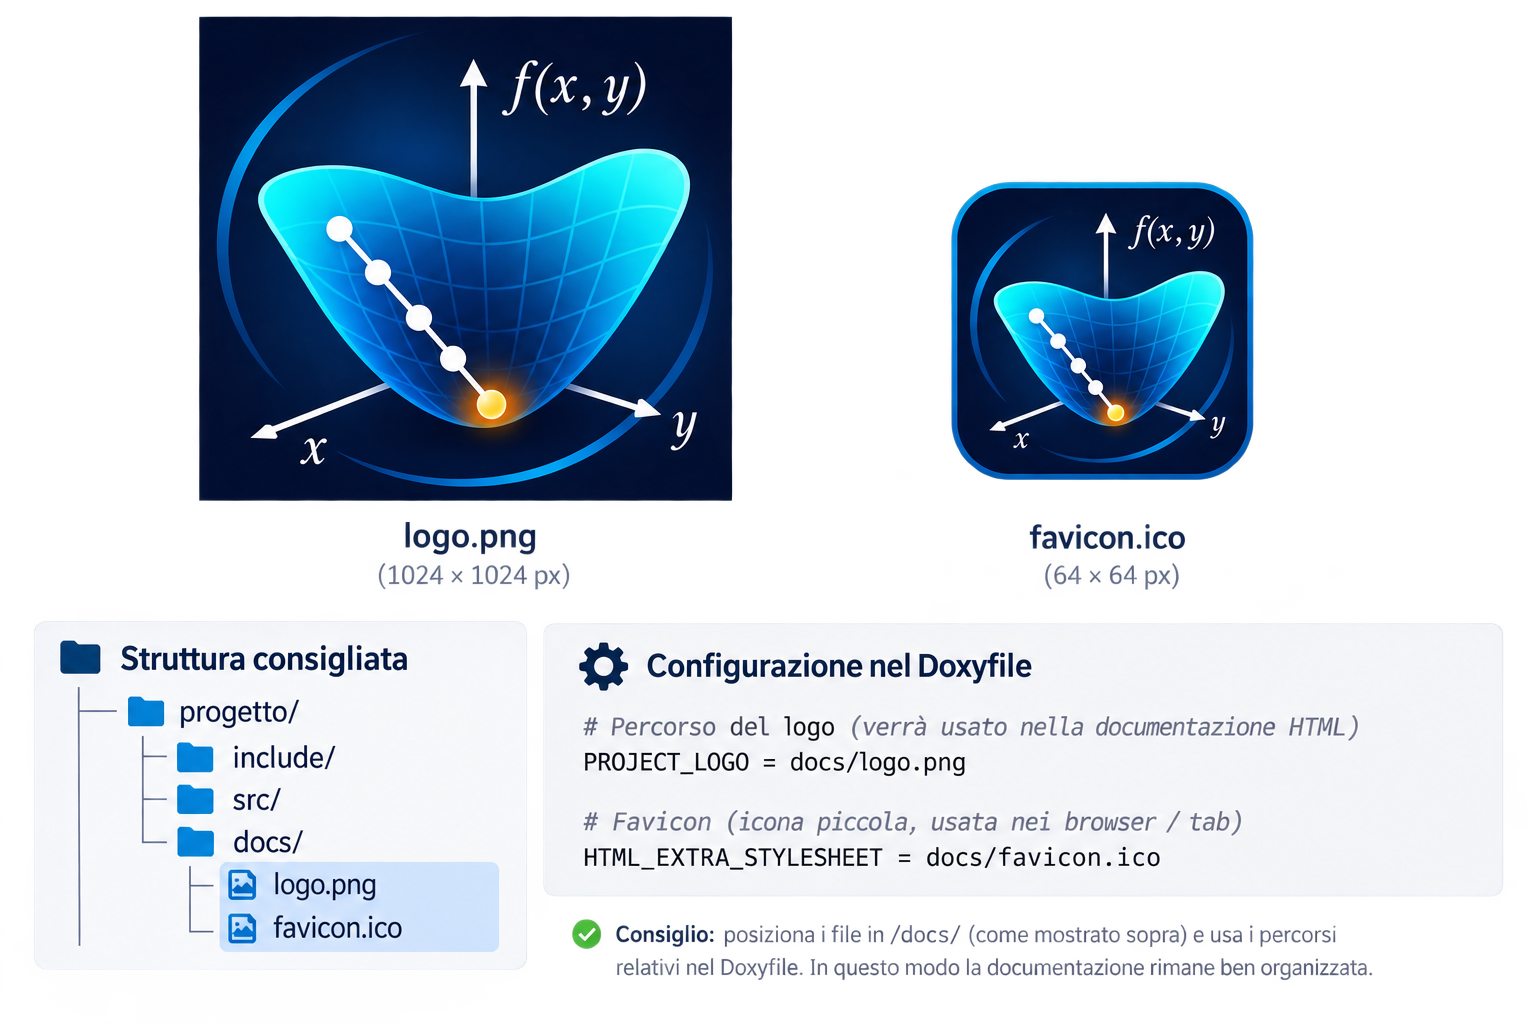 f(x, y)
x
y
logo.png
(1024 × 1024 px)
f(x, y)
x
y
favicon.ico
(64 × 64 px)
Struttura consigliata
progetto/
include/
src/
docs/
logo.png
favicon.ico
Configurazione nel Doxyfile
# Percorso del logo (verrà usato nella documentazione HTML)
PROJECT_LOGO = docs/logo.png
# Favicon (icona piccola, usata nei browser / tab)
HTML_EXTRA_STYLESHEET = docs/favicon.ico
Consiglio: posiziona i file in /docs/ (come mostrato sopra) e usa i percorsi
relativi nel Doxyfile. In questo modo la documentazione rimane ben organizzata.